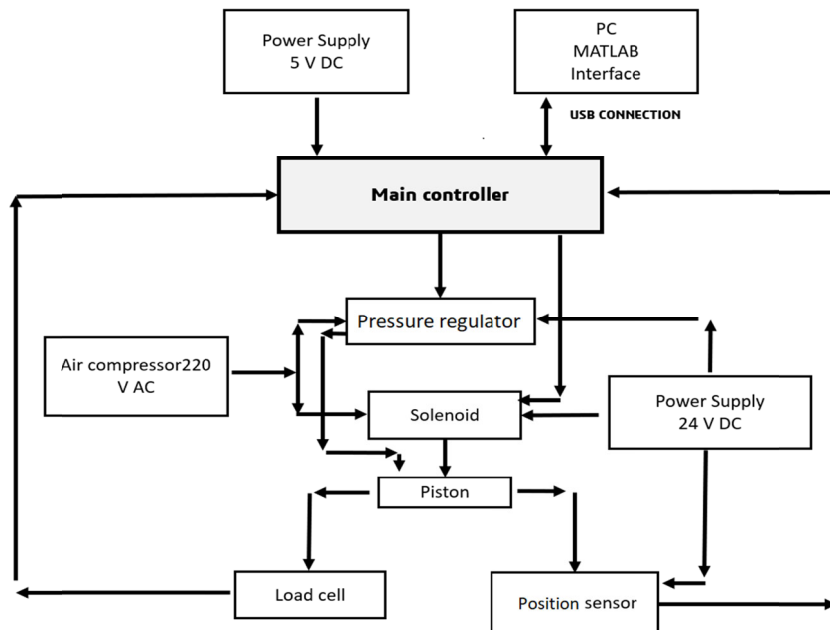 Power Supply
5 V DC
PC
MATLAB
Interface
USB CONNECTION
Main controller
Pressure regulator
Air compressor220
V AC
Solenoid
Power Supply
24 V DC
Piston
Load cell
Position sensor